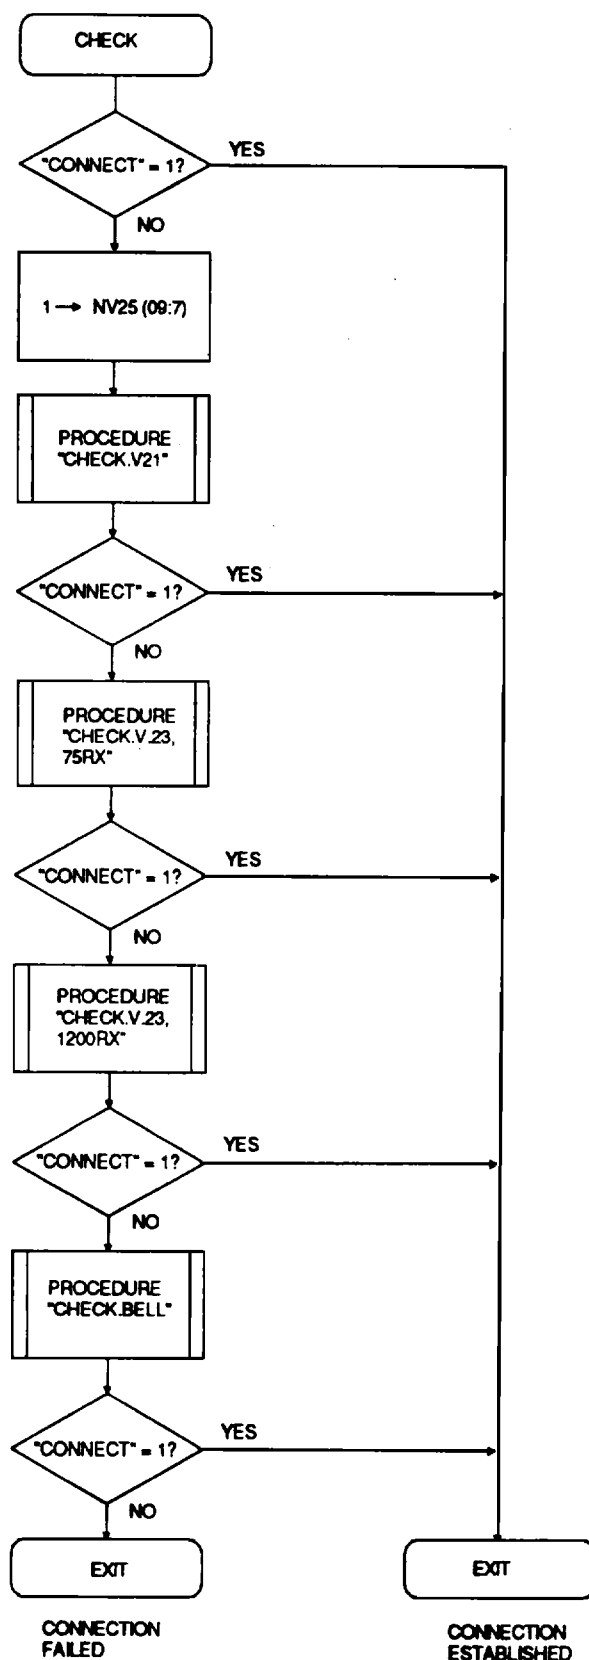 CHECK
"CONNECT" = 1?
YES
NO
1 → NV25 (09:7)
PROCEDURE
"CHECK.V21"
"CONNECT" = 1?
YES
NO
PROCEDURE
"CHECK.V.23,
75RX"
"CONNECT" = 1?
YES
NO
PROCEDURE
"CHECK.V.23,
1200RX"
"CONNECT" = 1?
YES
NO
PROCEDURE
"CHECK.BELL"
"CONNECT" = 1?
YES
NO
EXIT
EXIT
CONNECTION
FAILED
CONNECTION
ESTABLISHED